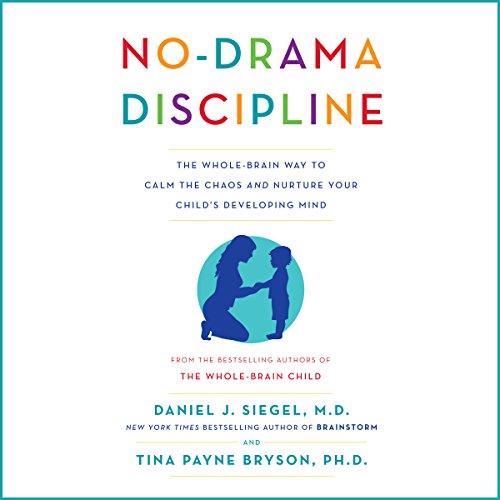 NO-DRAMA
DISCIPLINE
THE WHOLE-BRAIN WAY TO
CALM THE CHAOS AND NURTURE YOUR
CHILD'S DEVELOPING MIND
FROM THE BESTSELLING AUTHORS OF
THE WHOLE-BRAIN CHILD
DANIEL J. SIEGEL, M.D.
NEW YORK TIMES BESTSELLING AUTHOR OF BRAINSTORM
AND
TINA PAYNE BRYSON, PH.D.